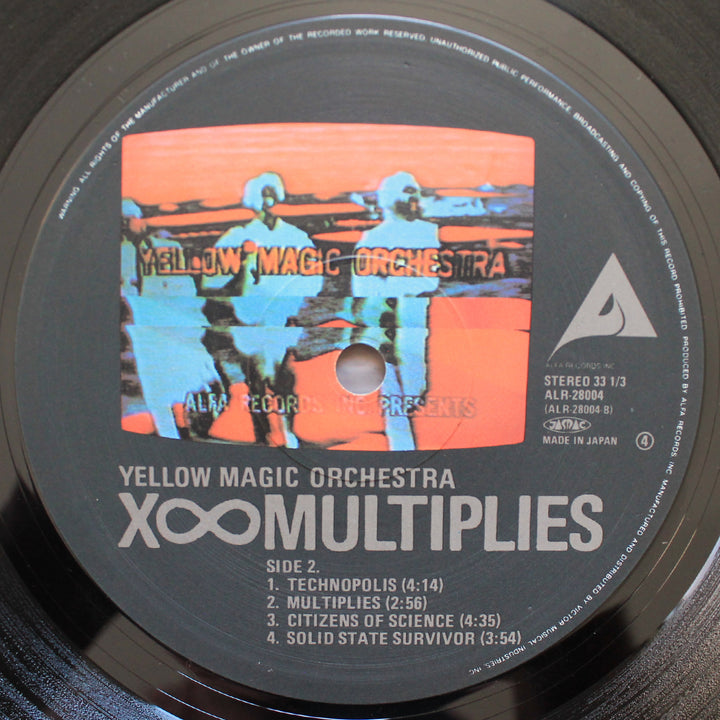 WARNING. ALL RIGHTS OF THE MANUFACTURER AND OF THE OWNER OF THE RECORDED WORK RESERVED. UNAUTHORIZED PUBLIC PERFORMANCE, BROADCASTING AND COPYING OF THIS RECORD PROHIBITED. PRODUCED BY ALFA RECORDS INC. MANUFACTURED AND DISTRIBUTED BY VICTOR MUSICAL INDUSTRIES, INC.
YELLOW MAGIC ORCHESTRA
ALFA RECORDS INC PRESENTS
ALFA RECORDS INC.
STEREO 33 1/3
ALR-28004
(ALR-28004 B)
JASRAC
MADE IN JAPAN
4
YELLOW MAGIC ORCHESTRA
X∞MULTIPLIES
SIDE 2.
1. TECHNOPOLIS (4:14)
2. MULTIPLIES (2:56)
3. CITIZENS OF SCIENCE (4:35)
4. SOLID STATE SURVIVOR (3:54)